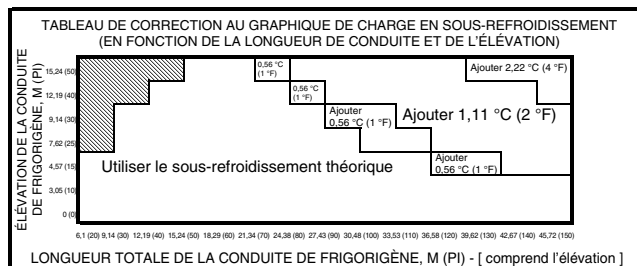 TABLEAU DE CORRECTION AU GRAPHIQUE DE CHARGE EN SOUS-REFROIDISSEMENT
(EN FONCTION DE LA LONGUEUR DE CONDUITE ET DE L'ÉLÉVATION)
ÉLÉVATION DE LA CONDUITE
DE FRIGORIGÈNE, M (PI)
15,24 (50)
12,19 (40)
9,14 (30)
7,62 (25)
4,57 (15)
3,05 (10)
0 (0)
0,56 °C
(1 °F)
0,56 °C
(1 °F)
Ajouter
0,56 °C (1 °F)
Ajouter 2,22 °C (4 °F)
Ajouter 1,11 °C (2 °F)
Utiliser le sous-refroidissement théorique
Ajouter
0,56 °C (1 °F)
6,1 (20) 9,14 (30) 12,19 (40) 15,24 (50) 18,29 (60) 21,34 (70) 24,38 (80) 27,43 (90) 30,48 (100) 33,53 (110) 36,58 (120) 39,62 (130) 42,67 (140) 45,72 (150)
LONGUEUR TOTALE DE LA CONDUITE DE FRIGORIGÈNE, M (PI) - [ comprend l'élévation ]